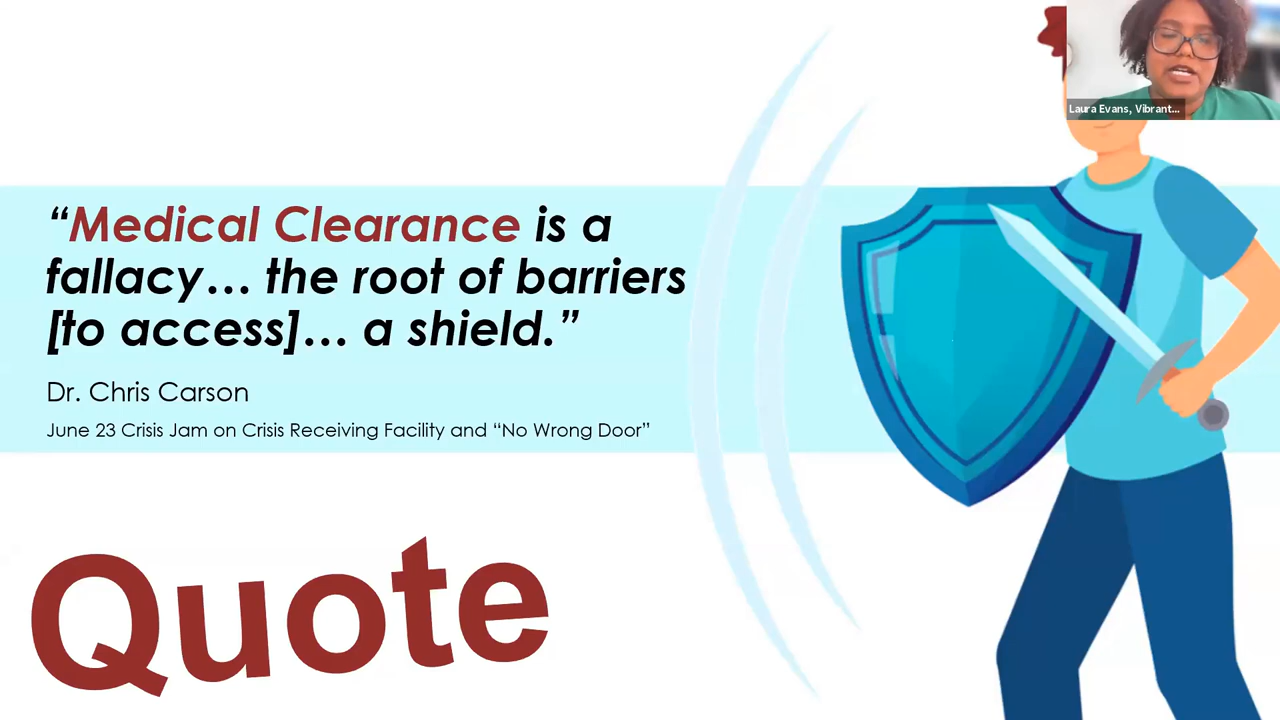 Laura Evans, Vibrant...
“Medical Clearance is a
fallacy... the root of barriers
[to access]... a shield.”
Dr. Chris Carson
June 23 Crisis Jam on Crisis Receiving Facility and “No Wrong Door”
Quote